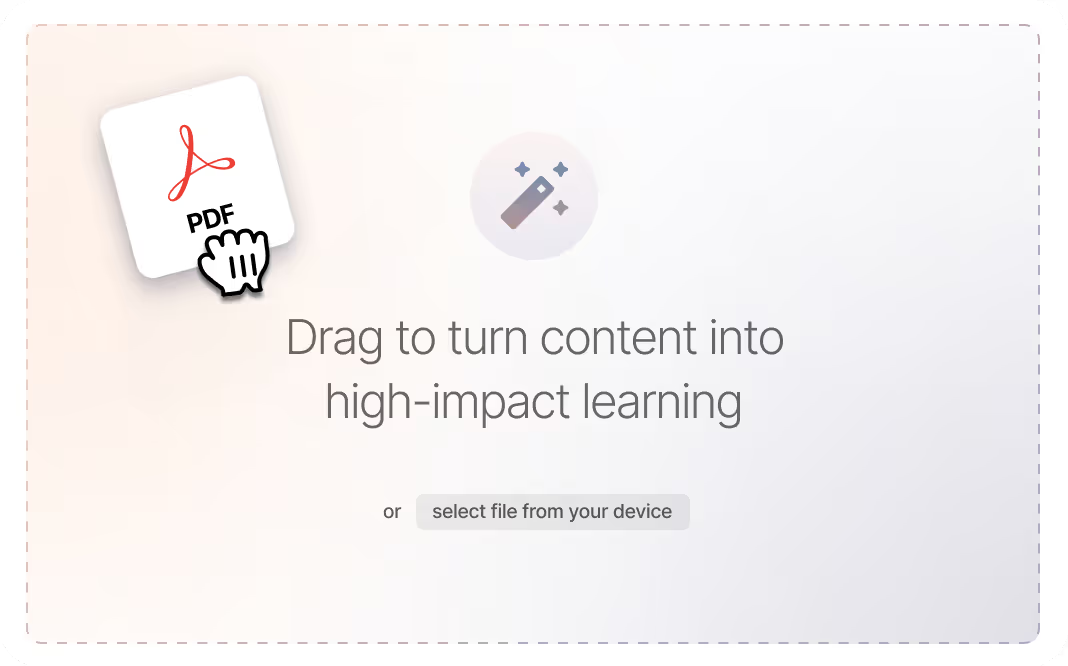 PDF
Drag to turn content into
high-impact learning
or select file from your device